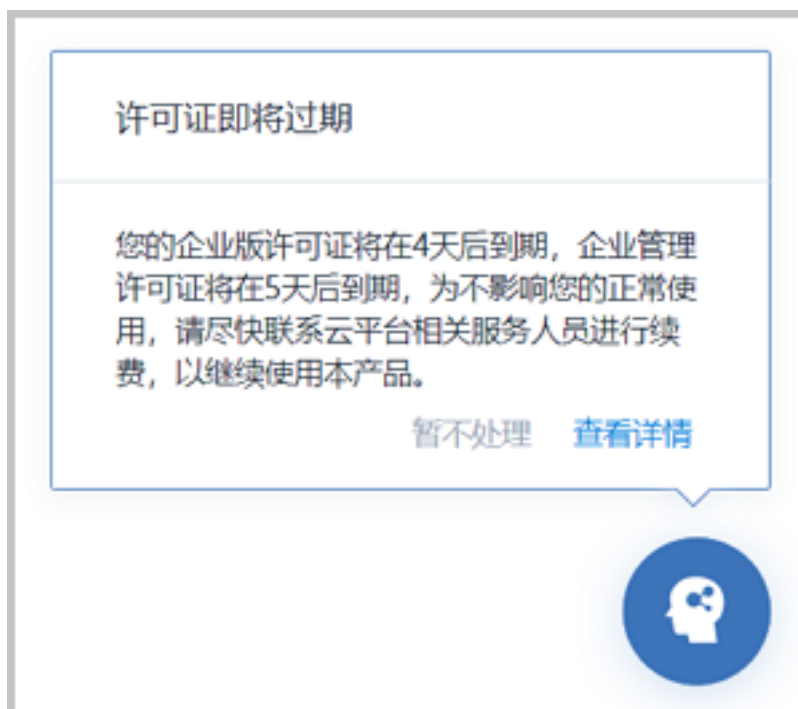 许可证即将过期
您的企业版许可证将在4天后到期，企业管理
许可证将在5天后到期，为不影响您的正常使
用，请尽快联系云平台相关服务人员进行续
费，以继续使用本产品。
暂不处理 查看详情